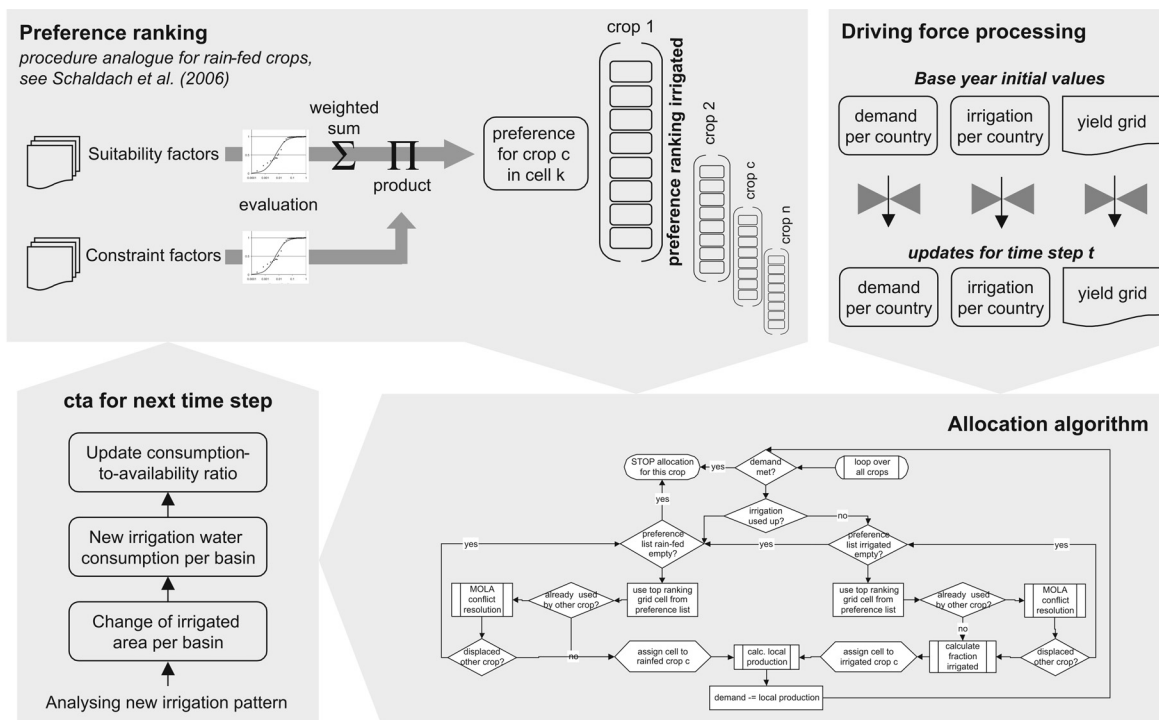 Preference ranking
procedure analogue for rain-fed crops,
see Schaldach et al. (2006)
Suitability factors
evaluation
Constraint factors
weighted
sum
Σ
Π
product
preference
for crop c
in cell k
crop 1
preference ranking irrigated
crop 2
crop c
crop n
Driving force processing
Base year initial values
demand
per country
irrigation
per country
yield grid
updates for time step t
demand
per country
irrigation
per country
yield grid
cta for next time step
Update consumption-
to-availability ratio
New irrigation water
consumption per basin
Change of irrigated
area per basin
Analysing new irrigation pattern
Allocation algorithm
STOP allocation
for this crop
yes
demand
met?
loop over
all crops
yes
irrigation
used up?
no
yes
preference
list rain-fed
empty?
yes
preference
list irrigated
empty?
yes
MOLA
conflict
resolution
already used
by other crop?
use top ranking
grid cell from
preference list
use top ranking
grid cell from
preference list
already used
by other crop?
MOLA
conflict
resolution
no
displaced
other crop?
no
assign cell to
rainfed crop c
calc. local
production
assign cell to
irrigated crop c
calculate
fraction
irrigated
displaced
other crop?
demand -= local production